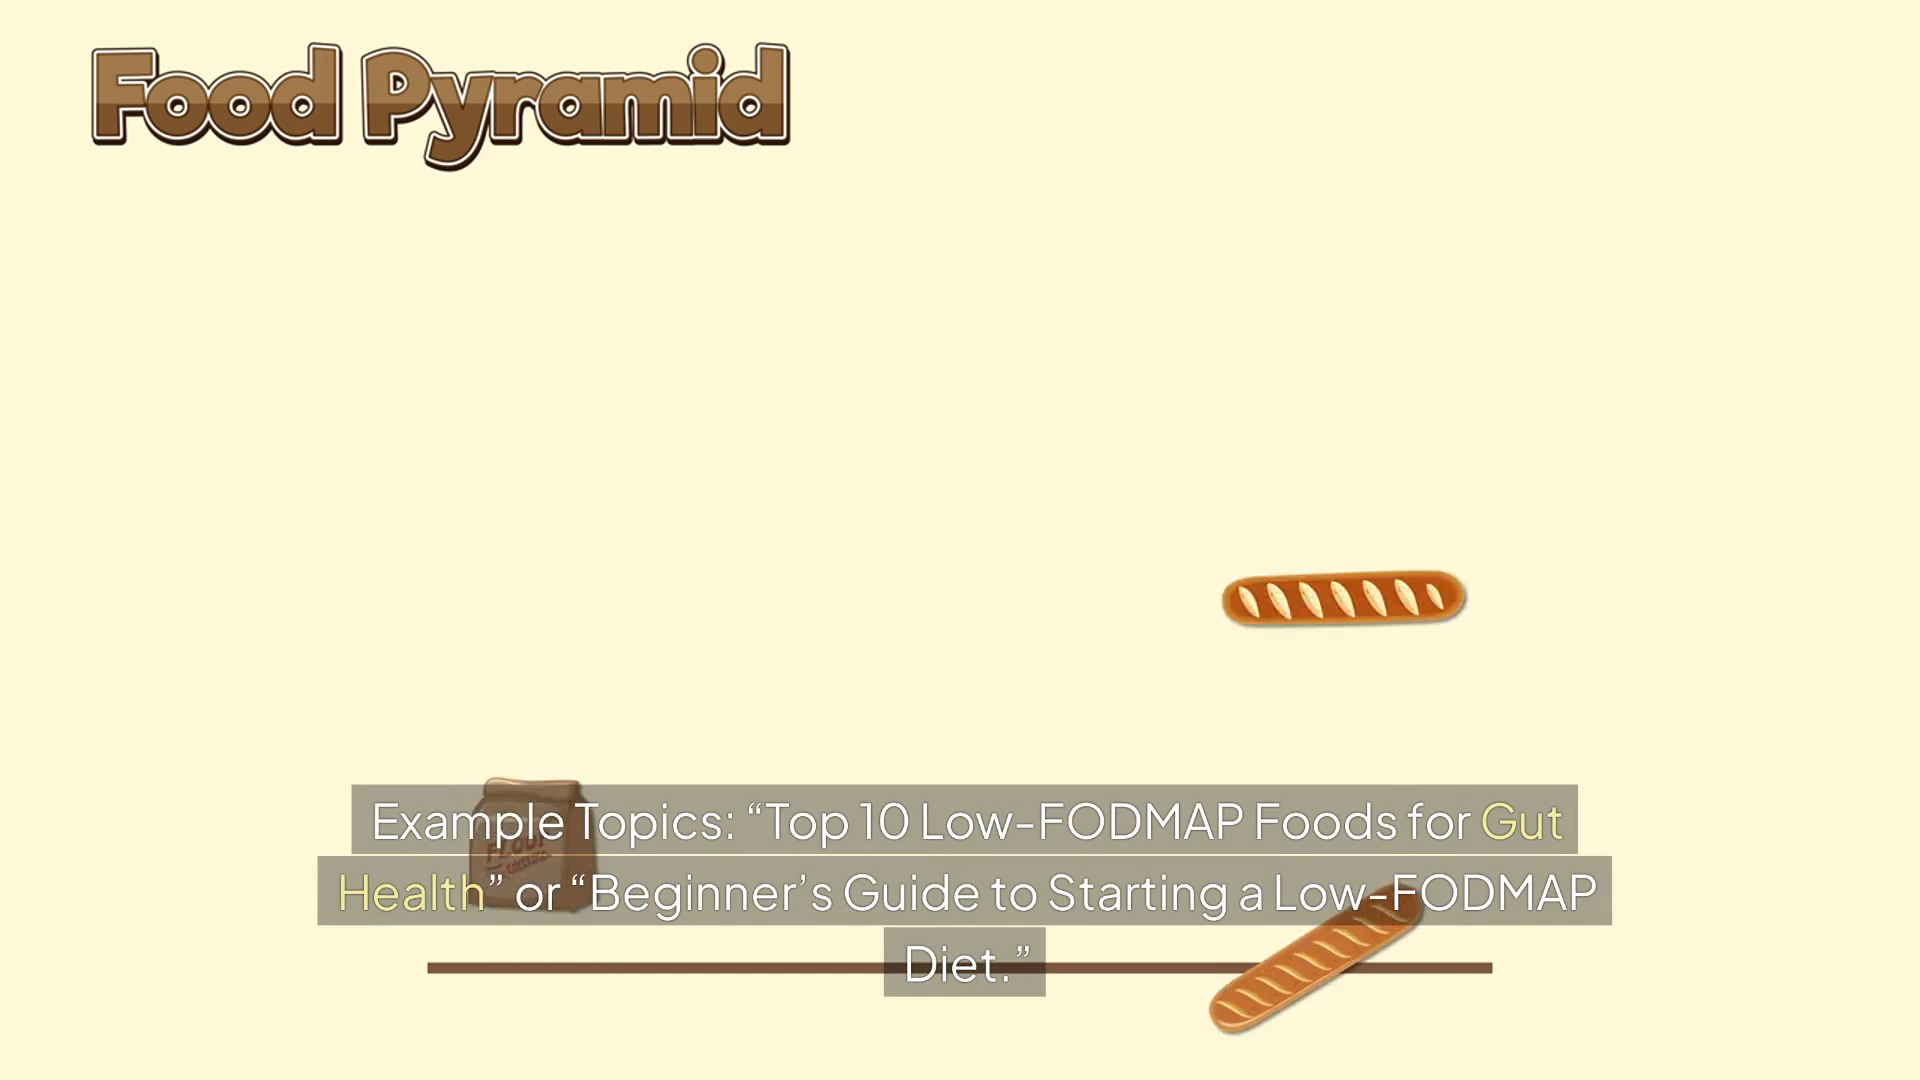 Food Pyramid
Example Topics: “Top 10 Low-FODMAP Foods for Gut
Health” or “Beginner’s Guide to Starting a Low-FODMAP
Diet.”
FLOUR